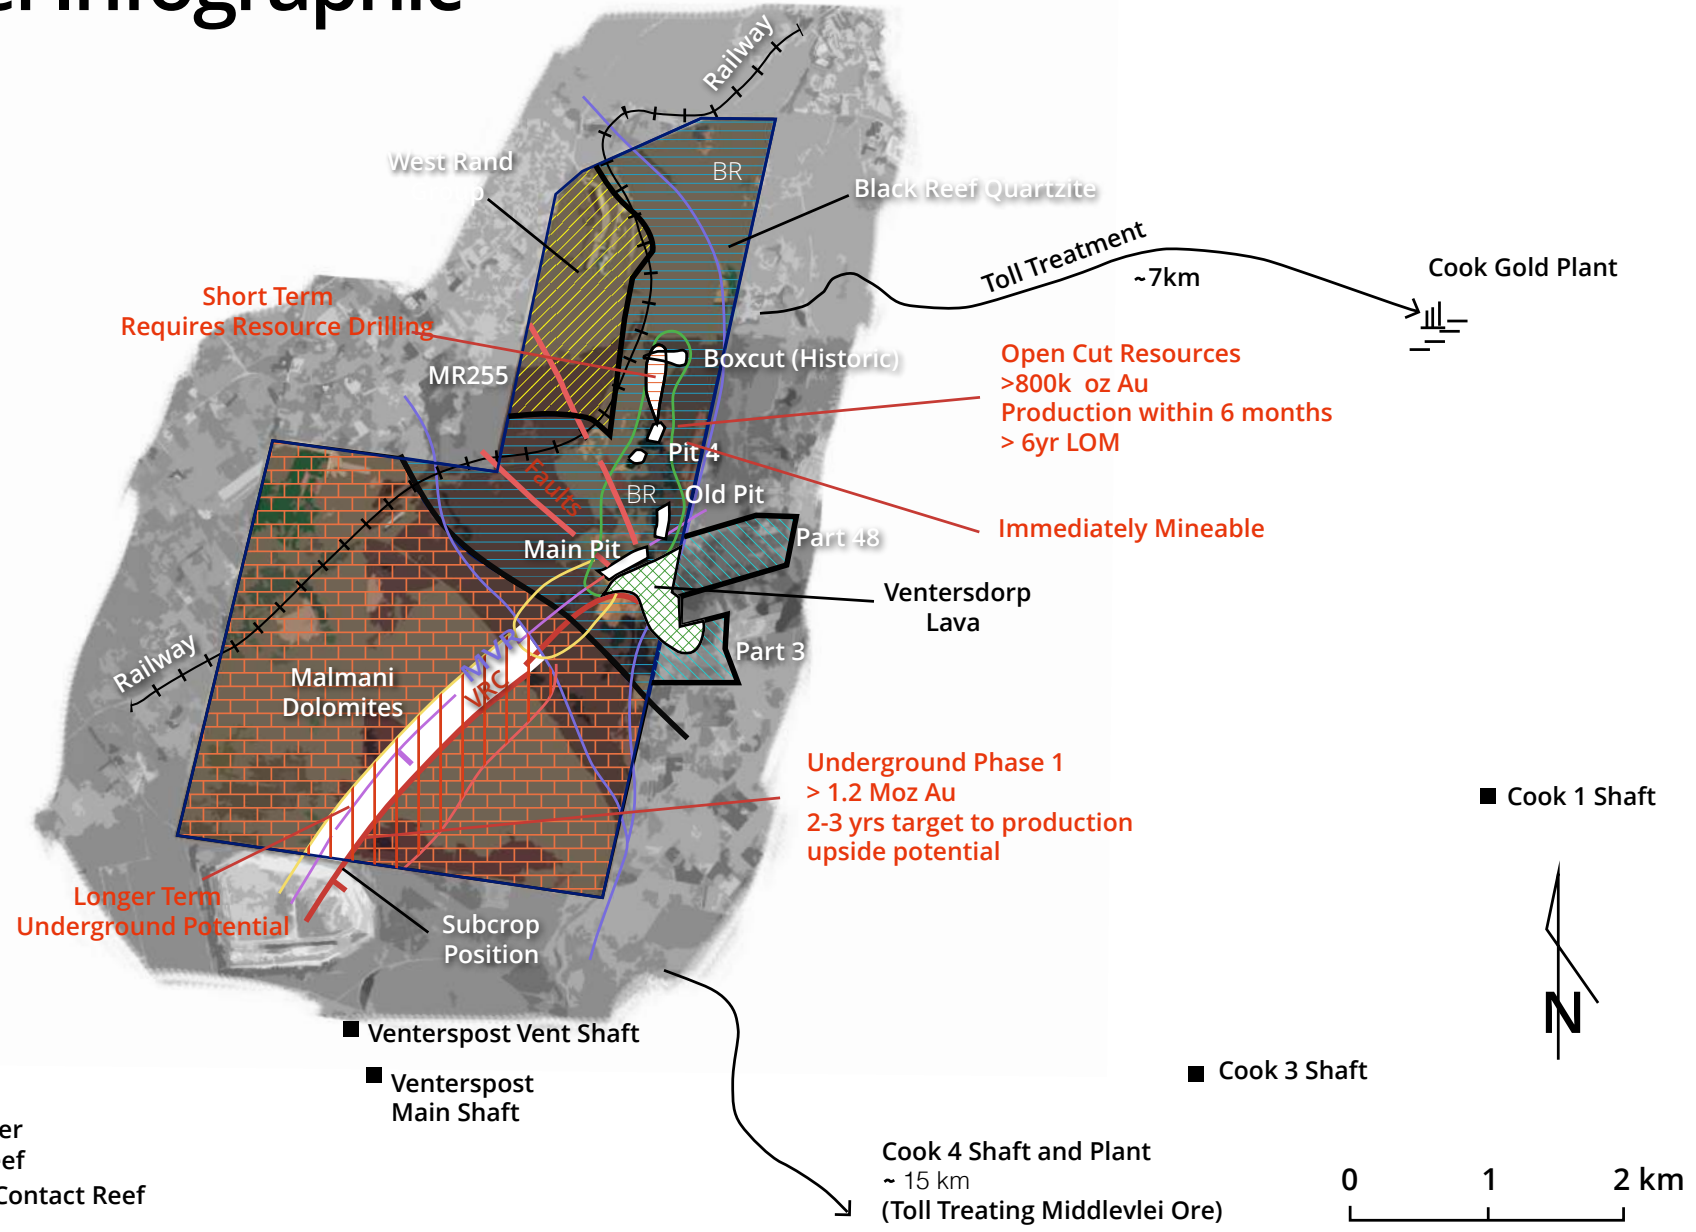 Infographic
Railway
West Rand
BR
Black Reef Quartzite
Toll Treatment
~7km
Cook Gold Plant
Short Term
Requires Resource Drilling
MR255
Boxcut (Historic)
Open Cut Resources
>800k oz Au
Production within 6 months
> 6yr LOM
Pit 4
Faults
BR
Old Pit
Immediately Mineable
Main Pit
Part 48
Ventersdorp
Lava
Part 3
Railway
MVR
VRC
Malmani
Dolomites
Underground Phase 1
> 1.2 Moz Au
2-3 yrs target to production
upside potential
Cook 1 Shaft
Longer Term
Underground Potential
Subcrop
Position
N
Venterspost Vent Shaft
Venterspost
Main Shaft
Cook 3 Shaft
er
ef
Contact Reef
Cook 4 Shaft and Plant
~ 15 km
(Toll Treating Middlevlei Ore)
0 1 2 km